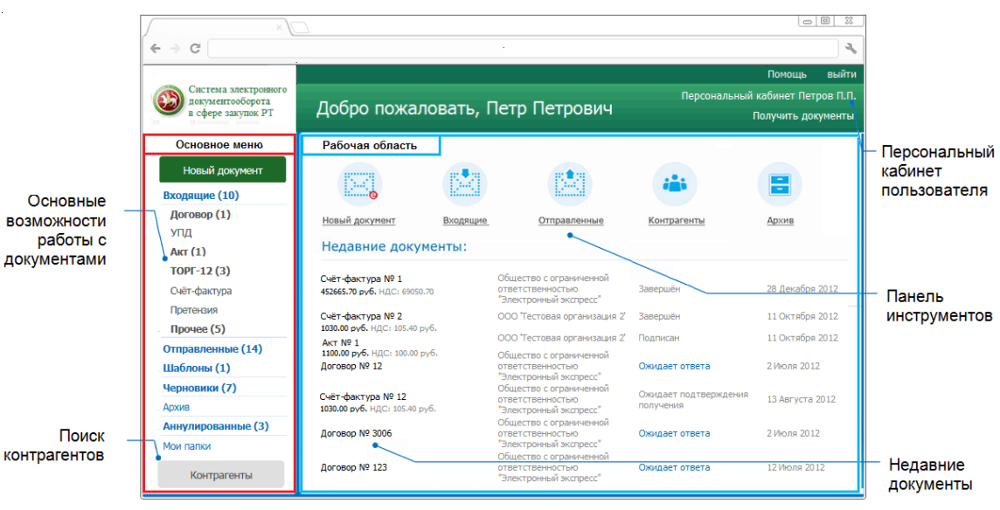 Помощь выйти
Система электронного
документооборота
в сфере закупок РТ
Добро пожаловать, Петр Петрович
Персональный кабинет Петров П.П.
Получить документы
Основное меню
Новый документ
Входящие (10)
Договор (1)
УПД
Акт (1)
ТОРГ-12 (3)
Счёт-фактура
Претензия
Прочее (5)
Отправленные (14)
Шаблоны (1)
Черновики (7)
Архив
Аннулированные (3)
Мои папки
Контрагенты
Рабочая область
Новый документ Входящие Отправленные Контрагенты Архив
Недавние документы:
Счёт-фактура № 1
452665.70 руб. НДС: 69050.70
Общество с ограниченной
ответственностью
"Электронный экспресс"
Завершён
28 Декабря 2012
Счёт-фактура № 2
1030.00 руб. НДС: 105.40 руб.
ООО 'Тестовая организация 2'
Завершён
11 Октября 2012
Акт № 1
1100.00 руб. НДС: 100.00 руб.
ООО 'Тестовая организация 2'
Подписан
11 Октября 2012
Договор № 12
Общество с ограниченной
ответственностью
"Электронный экспресс"
Ожидает ответа
2 Июля 2012
Счёт-фактура № 12
1030.00 руб. НДС: 105.40 руб.
Общество с ограниченной
ответственностью
"Электронный экспресс"
Ожидает подтверждения
получения
13 Августа 2012
Договор № 3006
Общество с ограниченной
ответственностью
"Электронный экспресс"
Ожидает ответа
2 Июля 2012
Договор № 123
Общество с ограниченной
ответственностью
"Электронный экспресс"
Ожидает ответа
12 Июля 2012
Основные
возможности
работы с
документами
Поиск
контрагентов
Персональный
кабинет
пользователя
Панель
инструментов
Недавние
документы